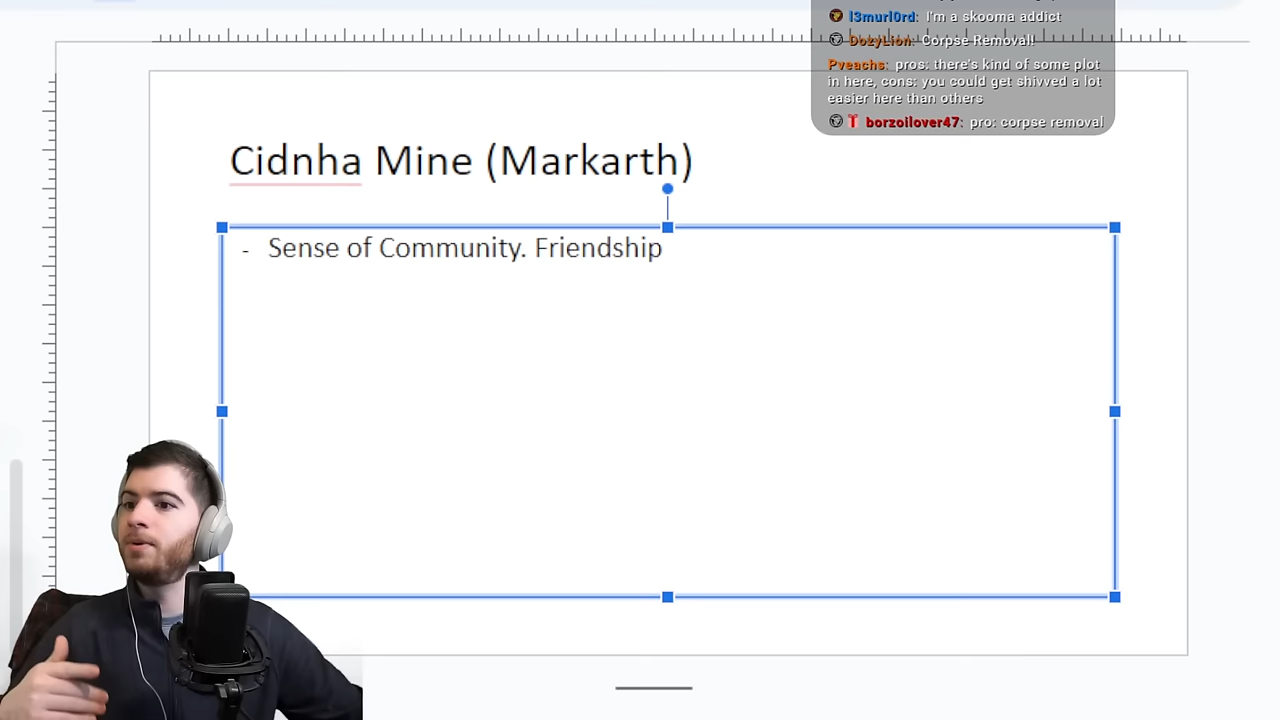 l3murl0rd: I'm a skooma addict
DozyLion: Corpse Removal!
Pveachs: pros: there's kind of some plot
in here, cons: you could get shivved a lot
easier here than others
borzoilover47: pro: corpse removal
Cidnha Mine (Markarth)
- Sense of Community. Friendship